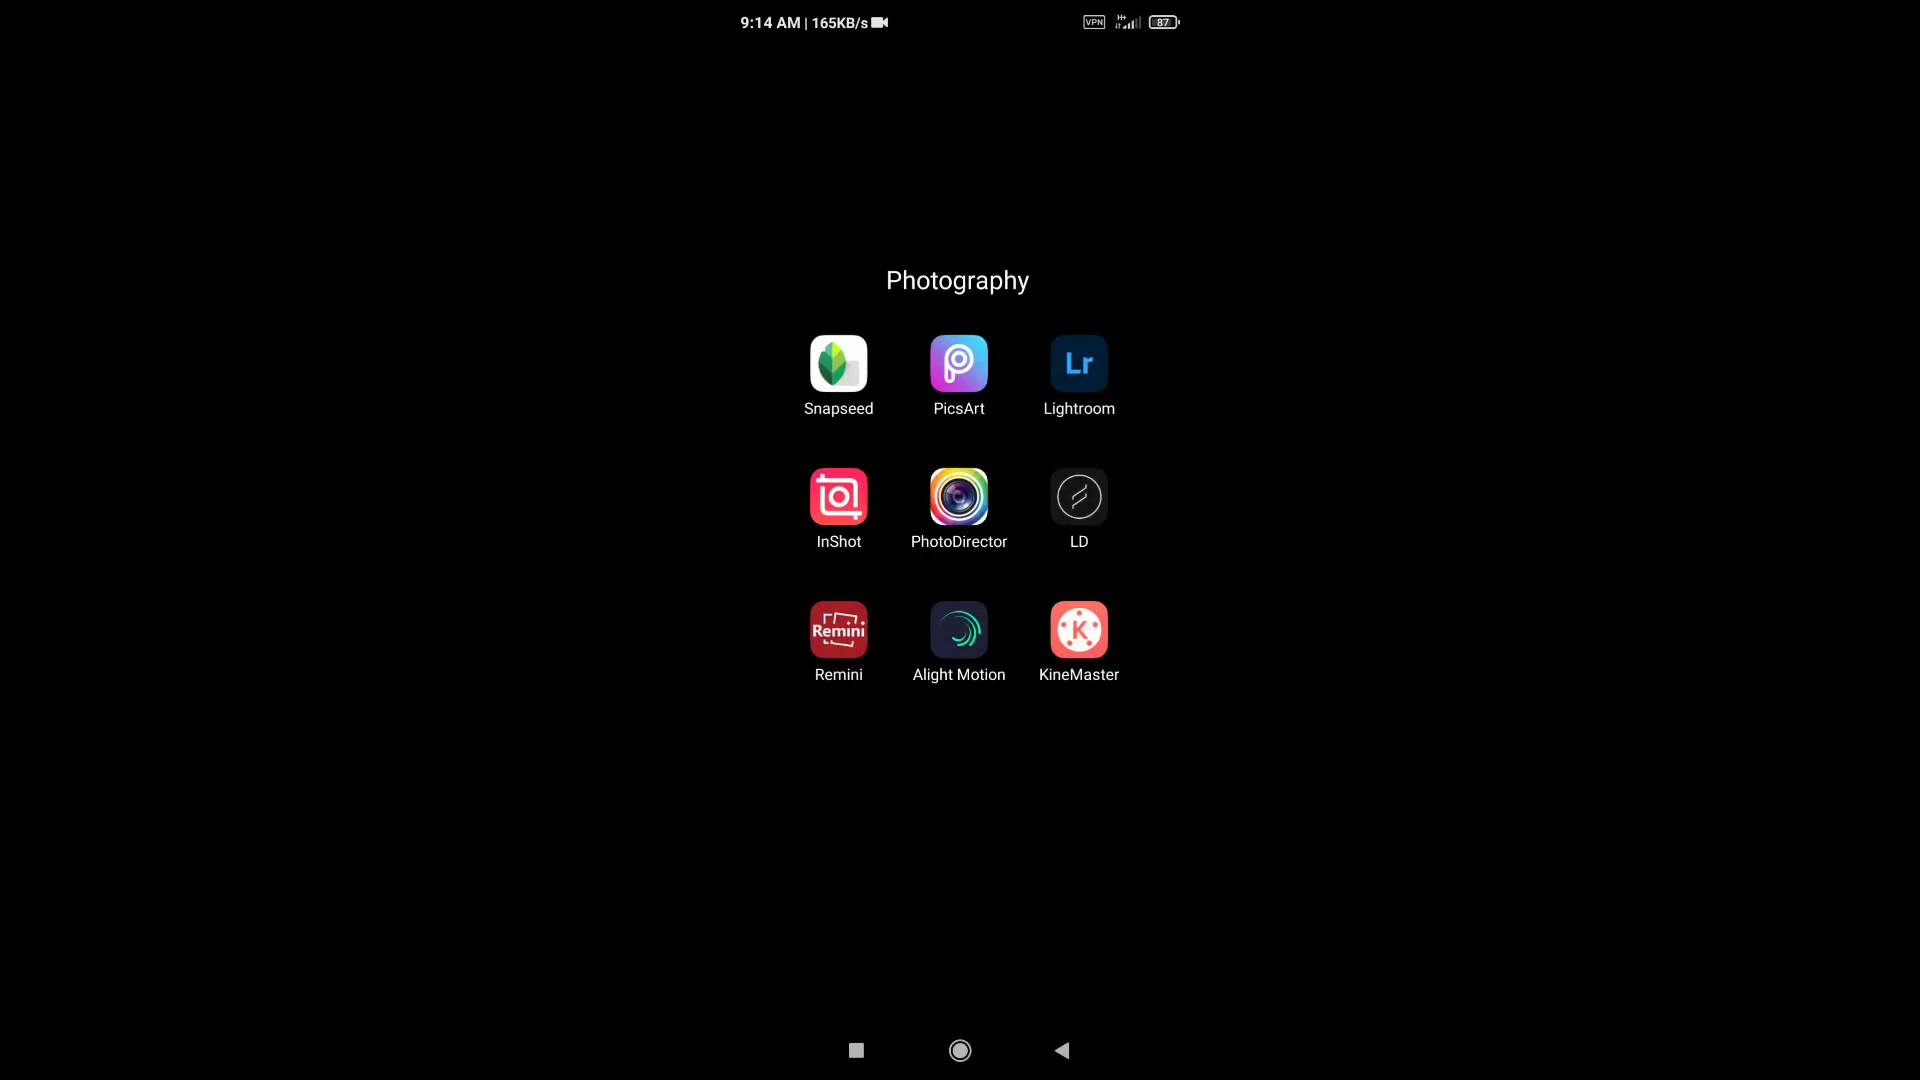 9:14 AM | 165KB/s VPN H+ 87
Photography
Lr
Snapseed PicsArt Lightroom
InShot PhotoDirector LD
Remini K
Remini Alight Motion KineMaster